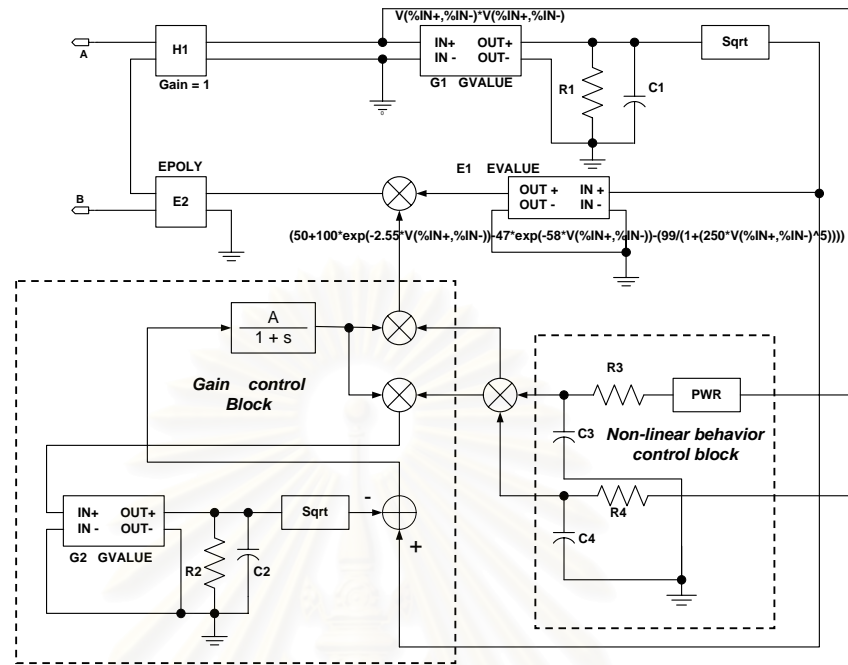 V(%IN+,%IN-)*V(%IN+,%IN-)
A
H1
Gain = 1
0
IN+ OUT+
IN - OUT-
G1 GVALUE
R1
C1
Sqrt
EPOLY
E2
B
E1 EVALUE
OUT + IN +
OUT - IN -
(50+100*exp(-2.55*V(%IN+,%IN-))-47*exp(-58*V(%IN+,%IN-))-(99/(1+(250*V(%IN+,%IN-)^5))))
A
1 + s
Gain control
Block
R3
PWR
C3
Non-linear behavior
control block
R4
C4
IN+ OUT+
IN - OUT-
G2 GVALUE
R2
C2
Sqrt
-
+